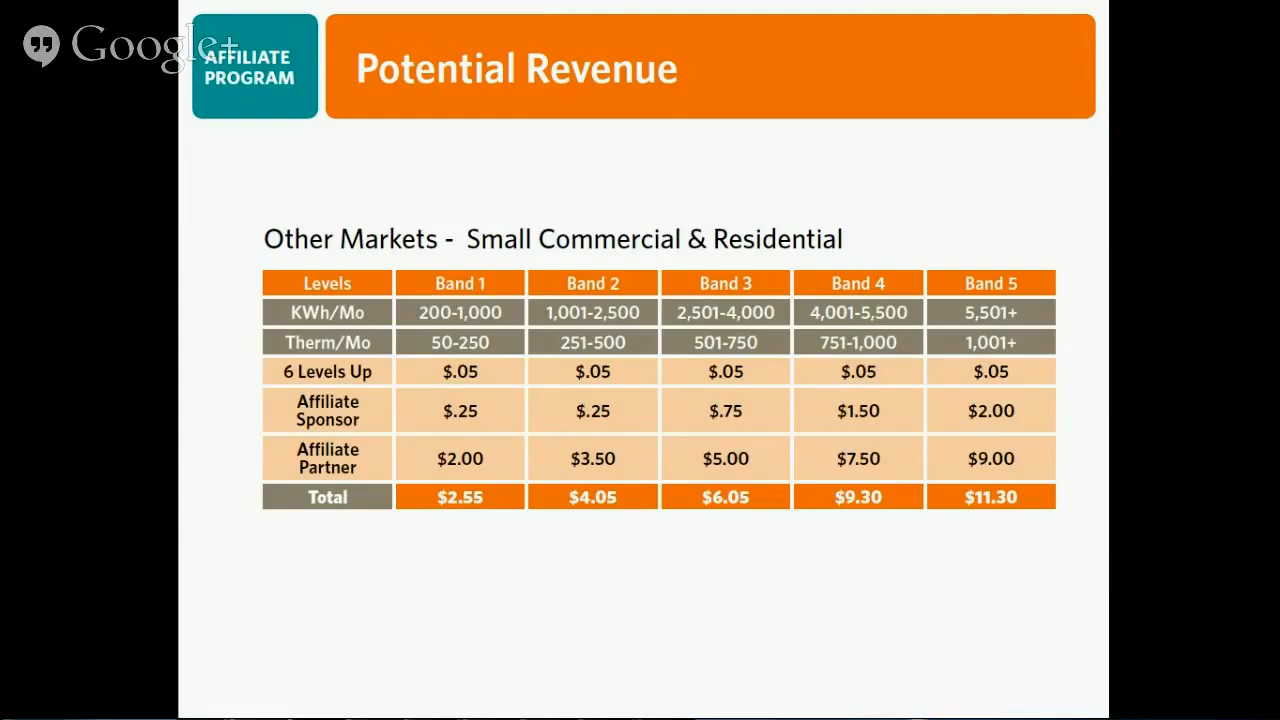 Google+
AFFILIATE
PROGRAM
Potential Revenue
Other Markets - Small Commercial & Residential
Levels Band 1 Band 2 Band 3 Band 4 Band 5
KWh/Mo 200-1,000 1,001-2,500 2,501-4,000 4,001-5,500 5,501+
Therm/Mo 50-250 251-500 501-750 751-1,000 1,001+
6 Levels Up $.05 $.05 $.05 $.05 $.05
Affiliate
Sponsor $.25 $.25 $.75 $1.50 $2.00
Affiliate
Partner $2.00 $3.50 $5.00 $7.50 $9.00
Total $2.55 $4.05 $6.05 $9.30 $11.30